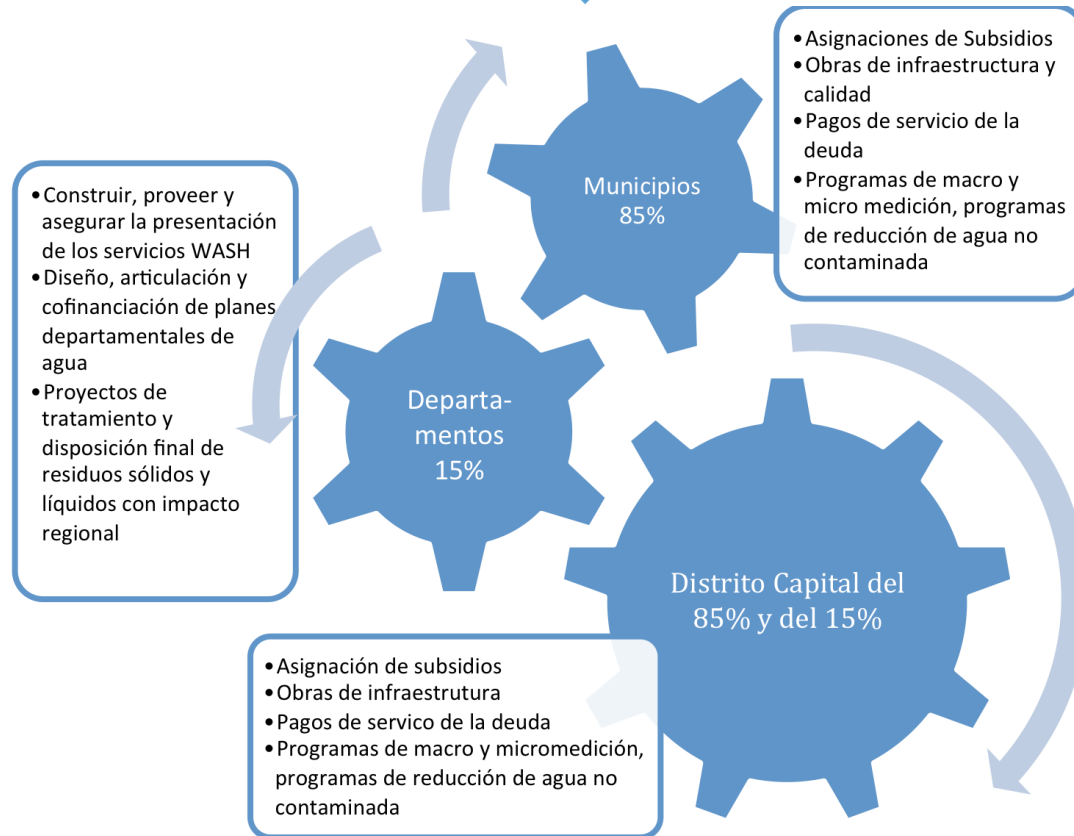 •Asignaciones de Subsidios
•Obras de infraestructura y
calidad
•Pagos de servicio de la
deuda
•Programas de macro y
micro medición, programas
de reducción de agua no
contaminada
Municipios
85%
•Construir, proveer y
asegurar la presentación
de los servicios WASH
•Diseño, articulación y
cofinanciación de planes
departamentales de
agua
•Proyectos de
tratamiento y
disposición final de
residuos sólidos y
líquidos con impacto
regional
Departa-
mentos
15%
Distrito Capital del
85% y del 15%
•Asignación de subsidios
•Obras de infraestrutura
•Pagos de servico de la deuda
•Programas de macro y micromedición,
programas de reducción de agua no
contaminada